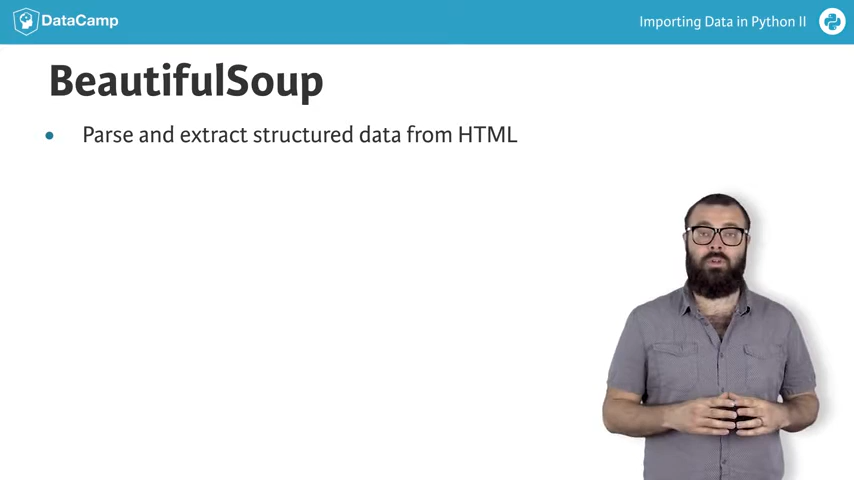 DataCamp
Importing Data in Python II
BeautifulSoup
• Parse and extract structured data from HTML